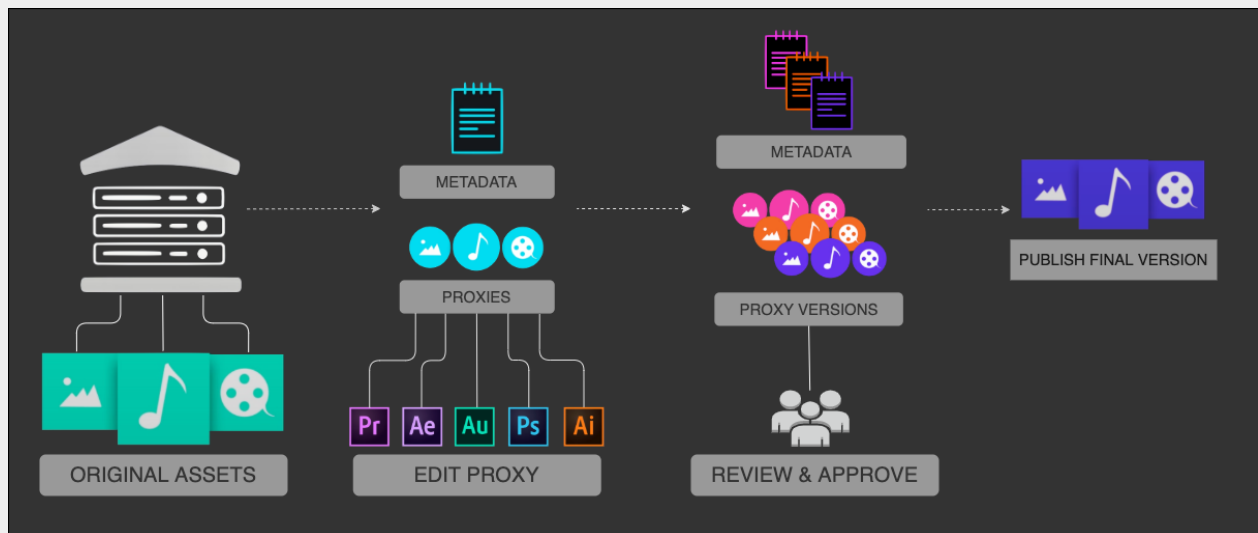 METADATA
PROXIES
Pr
Ae
Au
Ps
Ai
ORIGINAL ASSETS
EDIT PROXY
METADATA
PROXY VERSIONS
REVIEW & APPROVE
PUBLISH FINAL VERSION